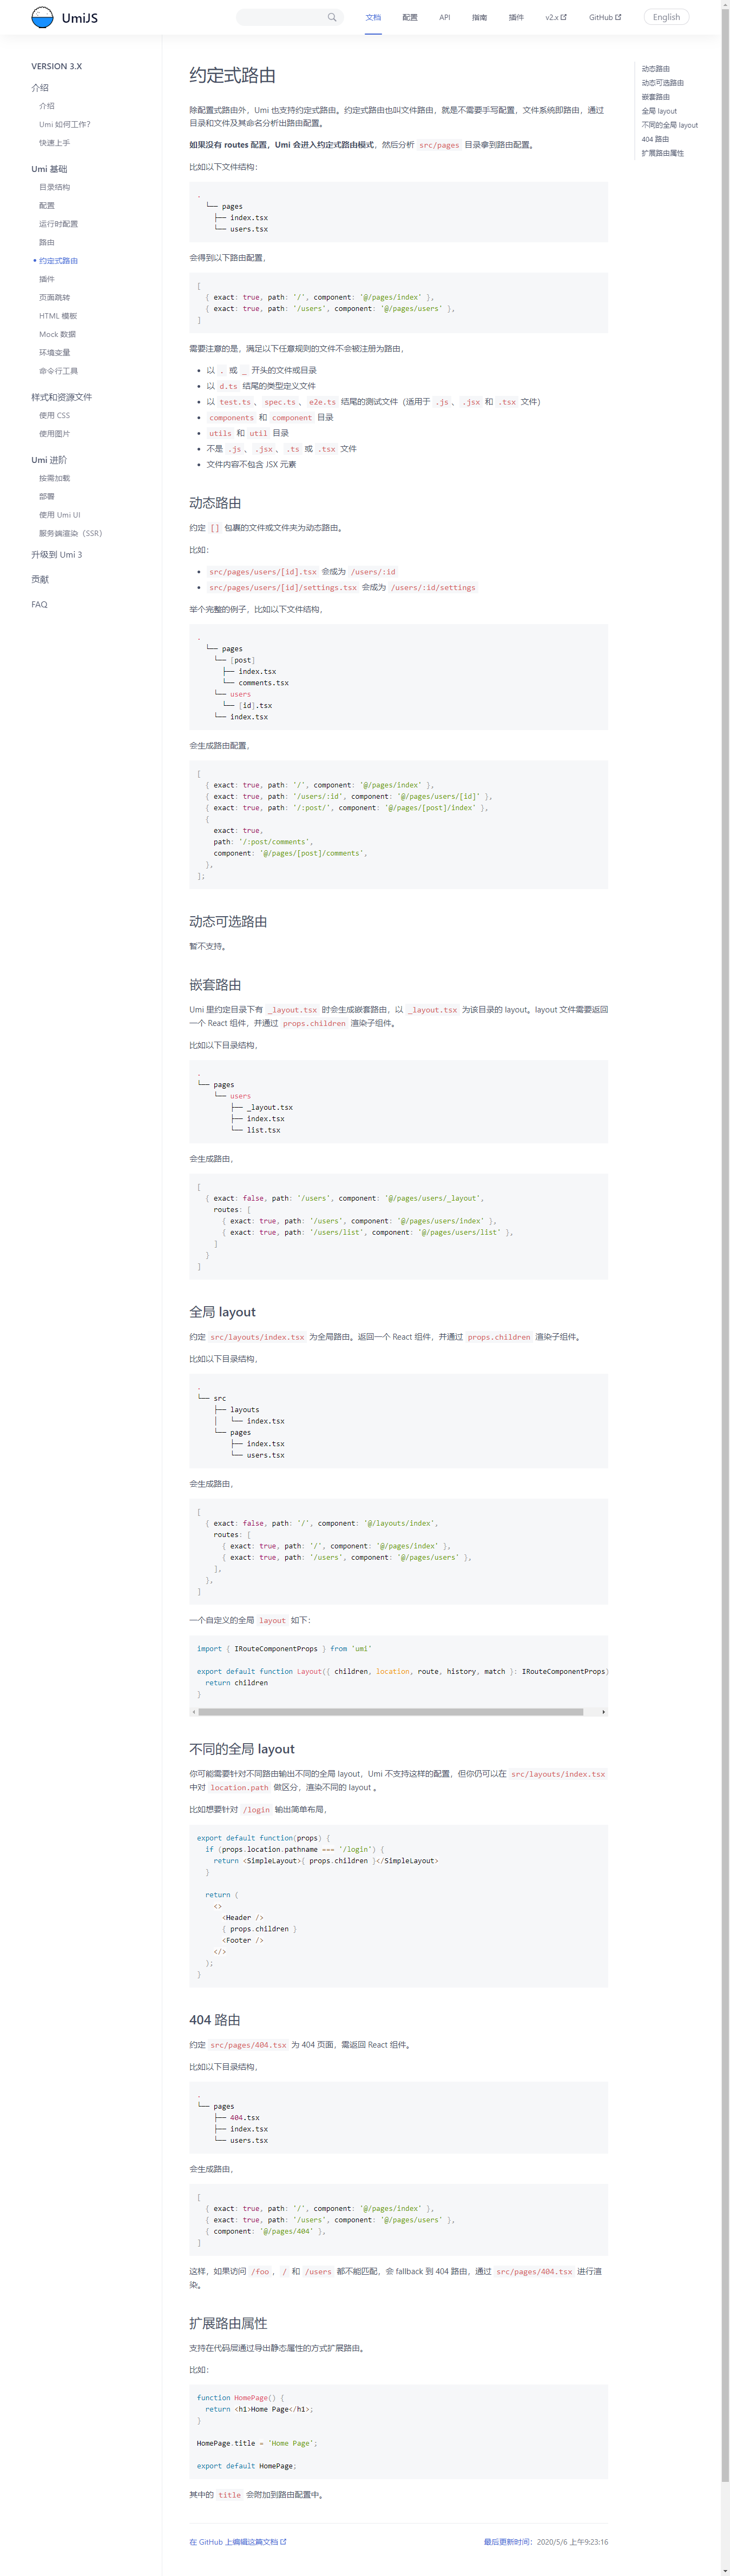 UmiJS
文档
配置
API
指南
插件
v2.x
GitHub
English
VERSION 3.X
介绍
介绍
Umi 如何工作？
快速上手
Umi 基础
目录结构
配置
运行时配置
路由
约定式路由
插件
页面跳转
HTML 模板
Mock 数据
环境变量
命令行工具
样式和资源文件
使用 CSS
使用图片
Umi 进阶
按需加载
部署
使用 Umi UI
服务端渲染（SSR）
升级到 Umi 3
贡献
FAQ
约定式路由
除配置式路由外，Umi 也支持约定式路由。约定式路由也叫文件路由，就是不需要手写配置，文件系统即路由，通过
目录和文件及其命名分析出路由配置。
如果没有 routes 配置，Umi 会进入约定式路由模式，然后分析 src/pages 目录拿到路由配置。
比如以下文件结构：
.
└── pages
├── index.tsx
└── users.tsx
会得到以下路由配置，
[
{ exact: true, path: '/', component: '@/pages/index' },
{ exact: true, path: '/users', component: '@/pages/users' },
]
需要注意的是，满足以下任意规则的文件不会被注册为路由，
• 以 . 或 _ 开头的文件或目录
• 以 d.ts 结尾的类型定义文件
• 以 test.ts 、 spec.ts 、 e2e.ts 结尾的测试文件（适用于 .js 、 .jsx 和 .tsx 文件）
• components 和 component 目录
• utils 和 util 目录
• 不是 .js 、 .jsx 、 .ts 或 .tsx 文件
• 文件内容不包含 JSX 元素
动态路由
约定 [] 包裹的文件或文件夹为动态路由。
比如：
• src/pages/users/[id].tsx 会成为 /users/:id
• src/pages/users/[id]/settings.tsx 会成为 /users/:id/settings
举个完整的例子，比如以下文件结构，
.
└── pages
└── [post]
├── index.tsx
└── comments.tsx
└── users
└── [id].tsx
└── index.tsx
会生成路由配置，
[
{ exact: true, path: '/', component: '@/pages/index' },
{ exact: true, path: '/users/:id', component: '@/pages/users/[id]' },
{ exact: true, path: '/:post/', component: '@/pages/[post]/index' },
{
exact: true,
path: '/:post/comments',
component: '@/pages/[post]/comments',
},
];
动态可选路由
暂不支持。
嵌套路由
Umi 里约定目录下有 _layout.tsx 时会生成嵌套路由，以 _layout.tsx 为该目录的 layout。layout 文件需要返回
一个 React 组件，并通过 props.children 渲染子组件。
比如以下目录结构，
.
└── pages
└── users
├── _layout.tsx
├── index.tsx
└── list.tsx
会生成路由，
[
{ exact: false, path: '/users', component: '@/pages/users/_layout',
routes: [
{ exact: true, path: '/users', component: '@/pages/users/index' },
{ exact: true, path: '/users/list', component: '@/pages/users/list' },
]
}
]
全局 layout
约定 src/layouts/index.tsx 为全局路由。返回一个 React 组件，并通过 props.children 渲染子组件。
比如以下目录结构，
.
└── src
├── layouts
│ └── index.tsx
└── pages
├── index.tsx
└── users.tsx
会生成路由，
[
{ exact: false, path: '/', component: '@/layouts/index',
routes: [
{ exact: true, path: '/', component: '@/pages/index' },
{ exact: true, path: '/users', component: '@/pages/users' },
],
},
]
一个自定义的全局 layout 如下：
import { IRouteComponentProps } from 'umi'
export default function Layout({ children, location, route, history, match }: IRouteComponentProps)
return children
}
不同的全局 layout
你可能需要针对不同路由输出不同的全局 layout，Umi 不支持这样的配置，但你仍可以在 src/layouts/index.tsx
中对 location.path 做区分，渲染不同的 layout 。
比如想要针对 /login 输出简单布局，
export default function(props) {
if (props.location.pathname === '/login') {
return <SimpleLayout>{ props.children }</SimpleLayout>
}
return (
<>
<Header />
{ props.children }
<Footer />
</>
);
}
404 路由
约定 src/pages/404.tsx 为 404 页面，需返回 React 组件。
比如以下目录结构，
.
└── pages
├── 404.tsx
├── index.tsx
└── users.tsx
会生成路由，
[
{ exact: true, path: '/', component: '@/pages/index' },
{ exact: true, path: '/users', component: '@/pages/users' },
{ component: '@/pages/404' },
]
这样，如果访问 /foo ， / 和 /users 都不能匹配，会 fallback 到 404 路由，通过 src/pages/404.tsx 进行渲
染。
扩展路由属性
支持在代码层通过导出静态属性的方式扩展路由。
比如：
function HomePage() {
return <h1>Home Page</h1>;
}
HomePage.title = 'Home Page';
export default HomePage;
其中的 title 会附加到路由配置中。
在 GitHub 上编辑这篇文档
最后更新时间：2020/5/6 上午9:23:16
动态路由
动态可选路由
嵌套路由
全局 layout
不同的全局 layout
404 路由
扩展路由属性